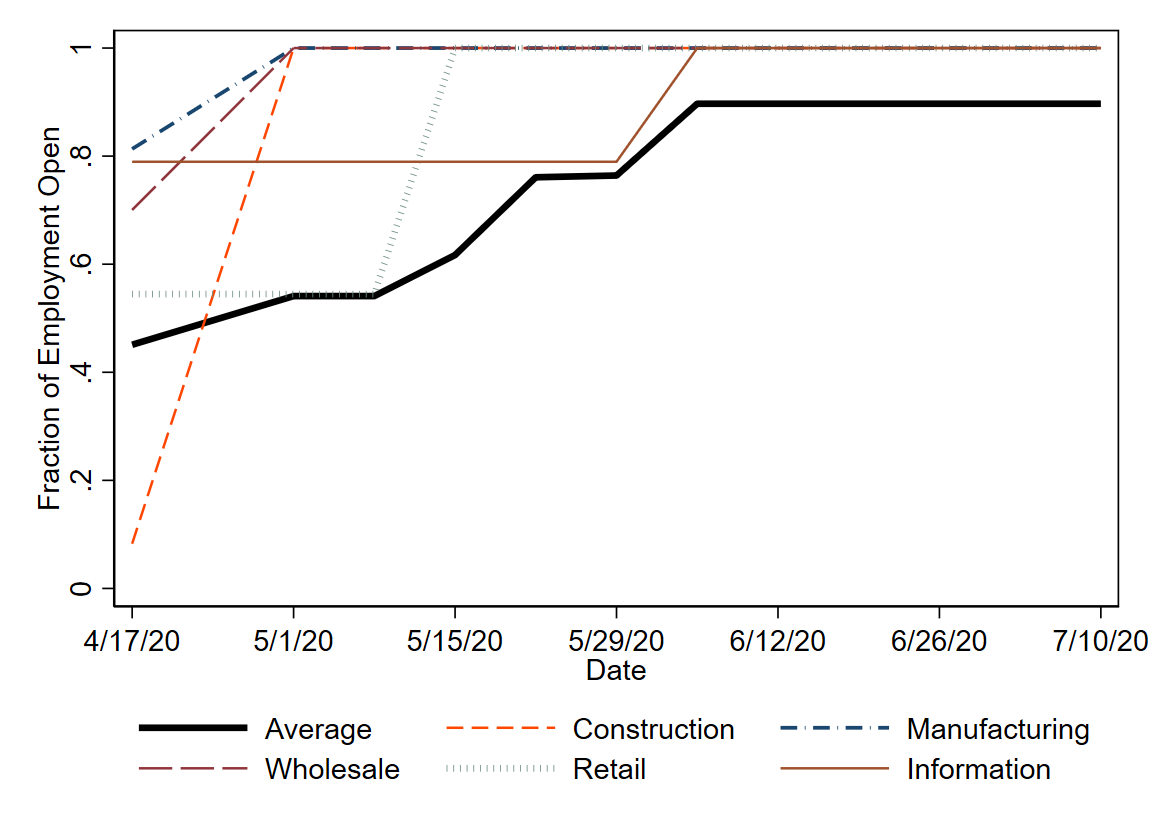 Fraction of Employment Open
1
.8
.6
.4
.2
0
4/17/20 5/1/20 5/15/20 5/29/20 6/12/20 6/26/20 7/10/20
Date
Average Construction Manufacturing
Wholesale Retail Information